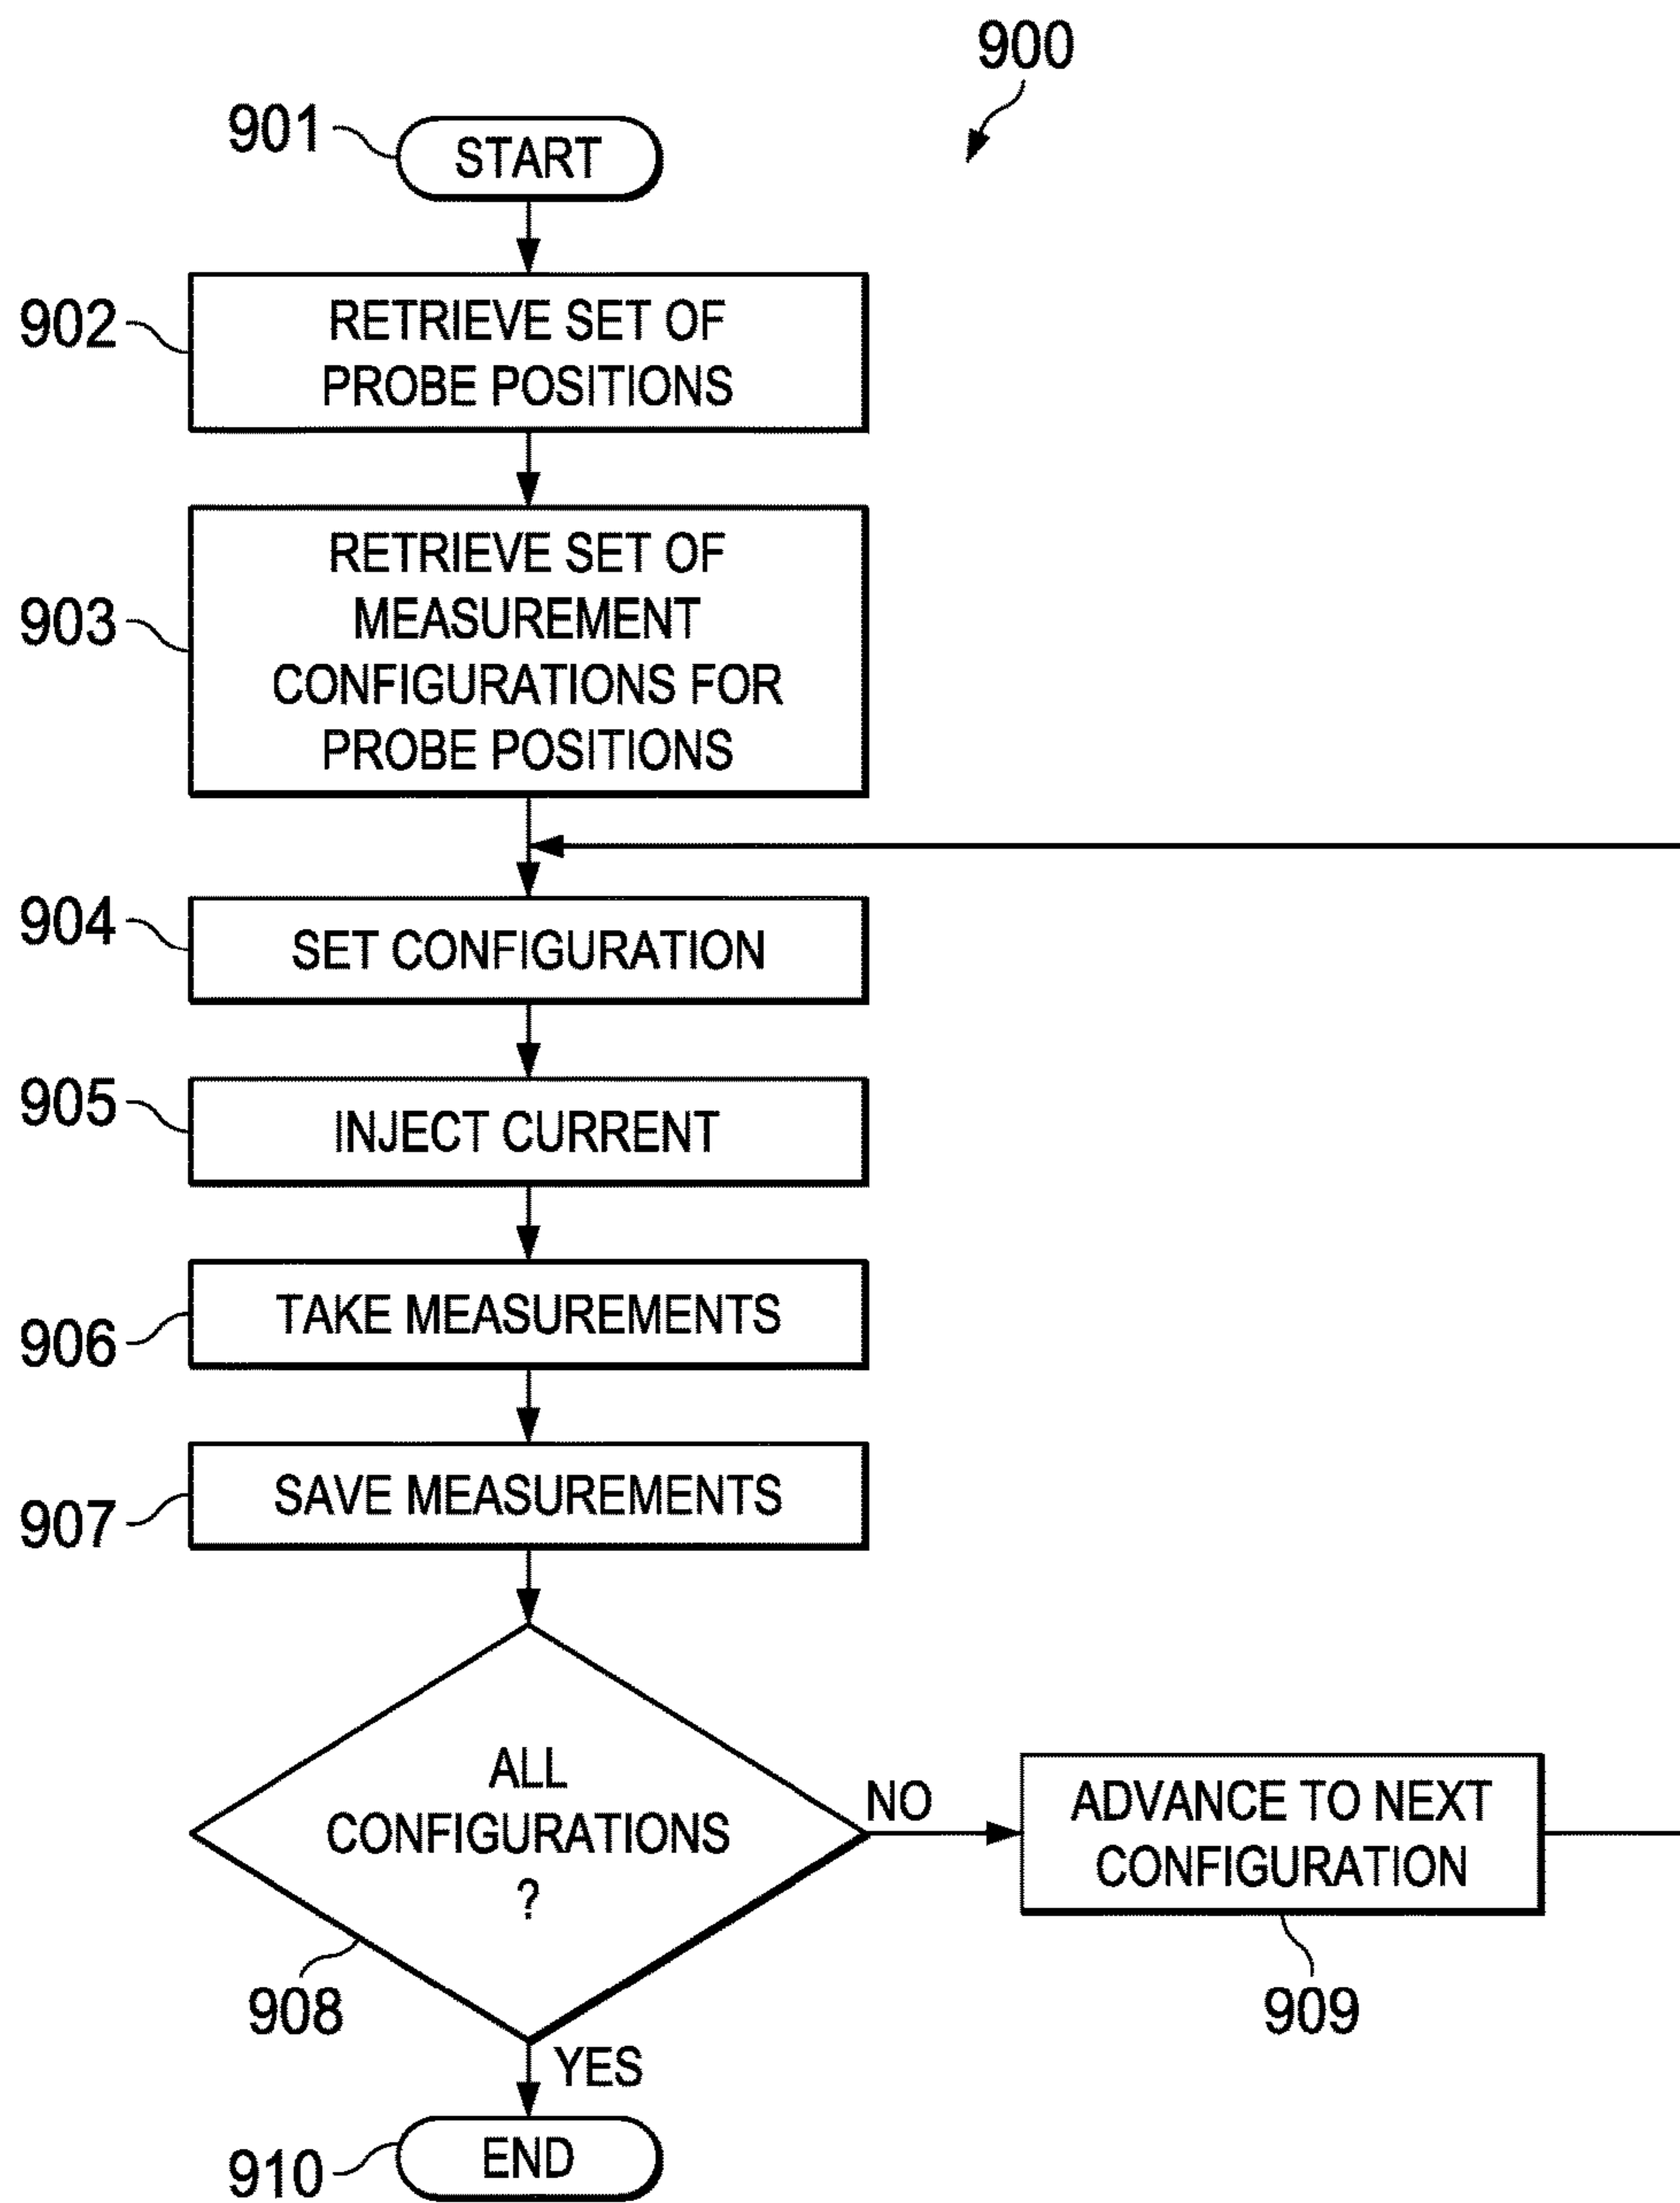 900
901
START
902
RETRIEVE SET OF
PROBE POSITIONS
903
RETRIEVE SET OF
MEASUREMENT
CONFIGURATIONS FOR
PROBE POSITIONS
904
SET CONFIGURATION
905
INJECT CURRENT
906
TAKE MEASUREMENTS
907
SAVE MEASUREMENTS
ALL
CONFIGURATIONS
?
908
NO
ADVANCE TO NEXT
CONFIGURATION
909
YES
910
END